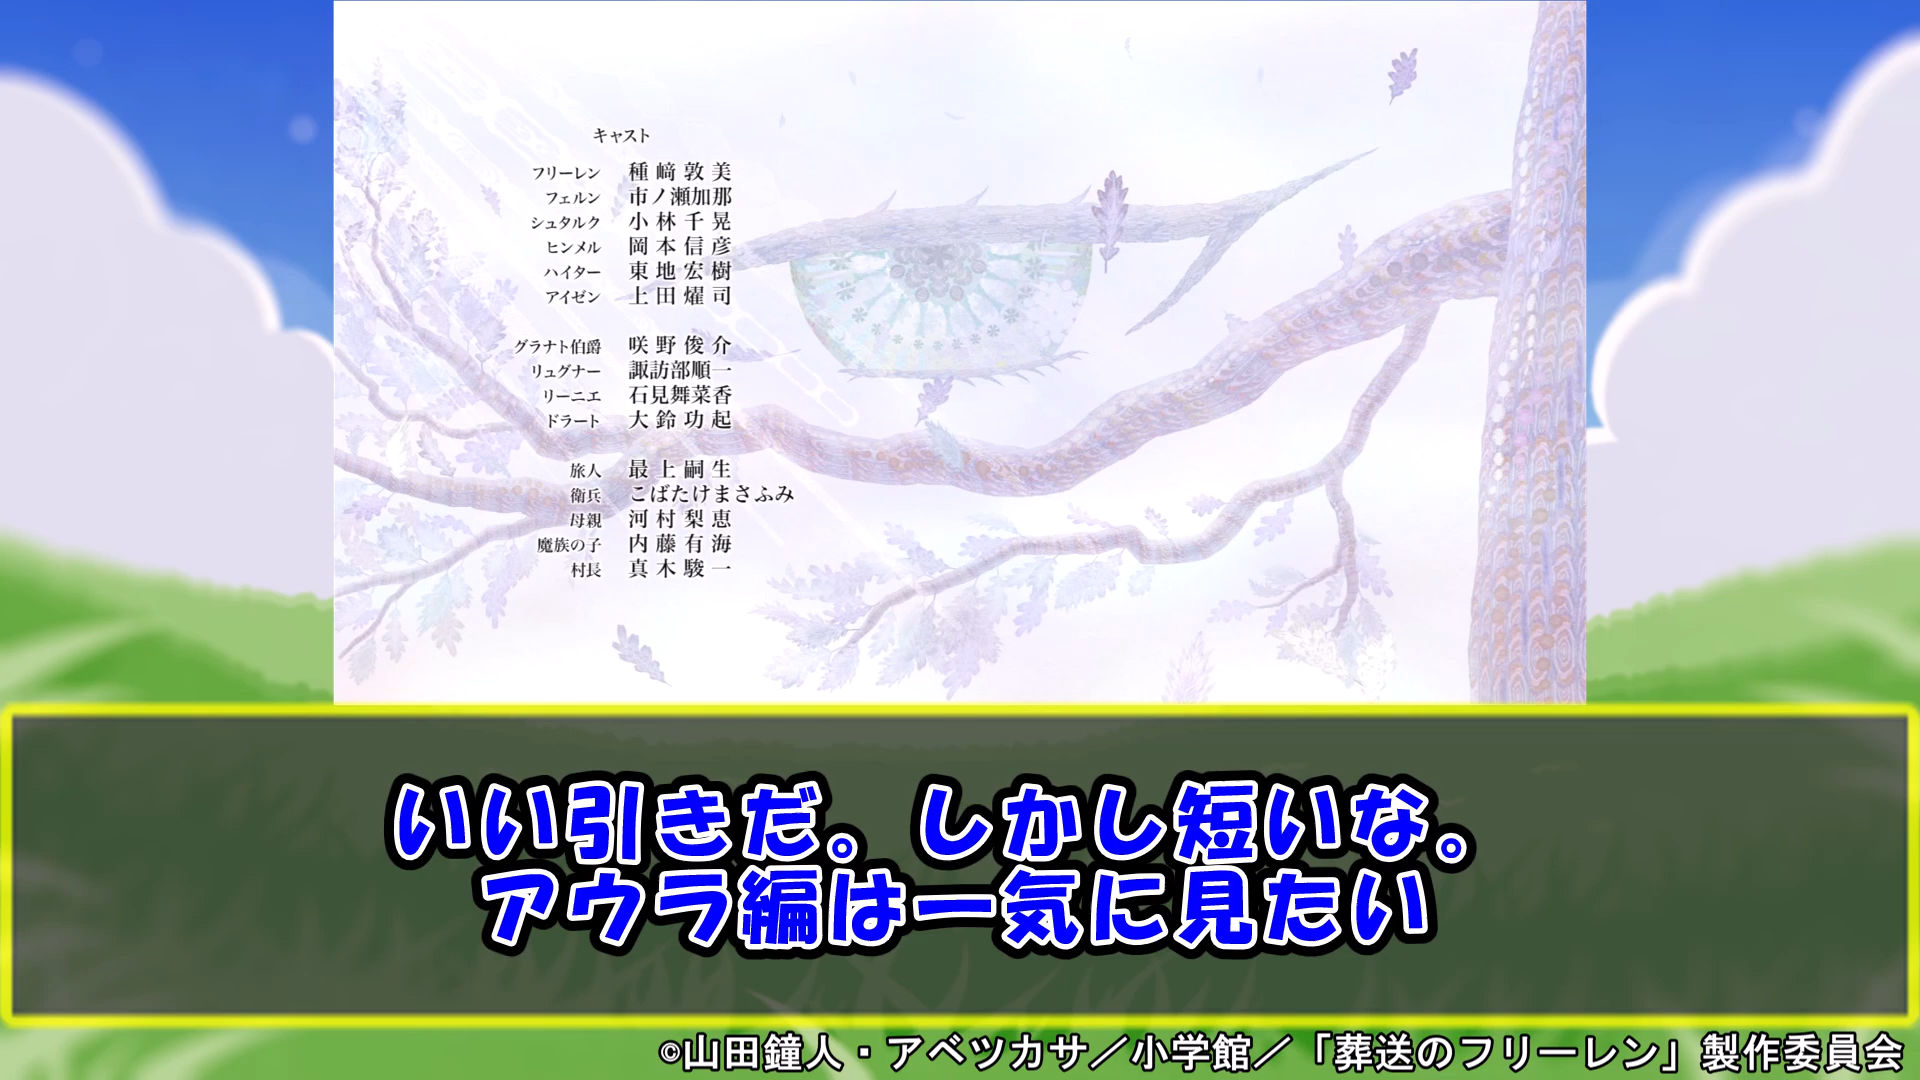 キャスト
フリーレン 種﨑敦美
フェルン 市ノ瀬加那
シュタルク 小林千晃
ヒンメル 岡本信彦
ハイター 東地宏樹
アイゼン 上田燿司
グラナト伯爵 咲野俊介
リュグナー 諏訪部順一
リーニエ 石見舞菜香
ドラート 大鈴功起
旅人 最上嗣生
衛兵 こばたけまさふみ
母親 河村梨恵
魔族の子 内藤有海
村長 真木駿一
いい引きだ。しかし短いな。
アウラ編は一気に見たい
©山田鐘人・アベツカサ／小学館／「葬送のフリーレン」製作委員会